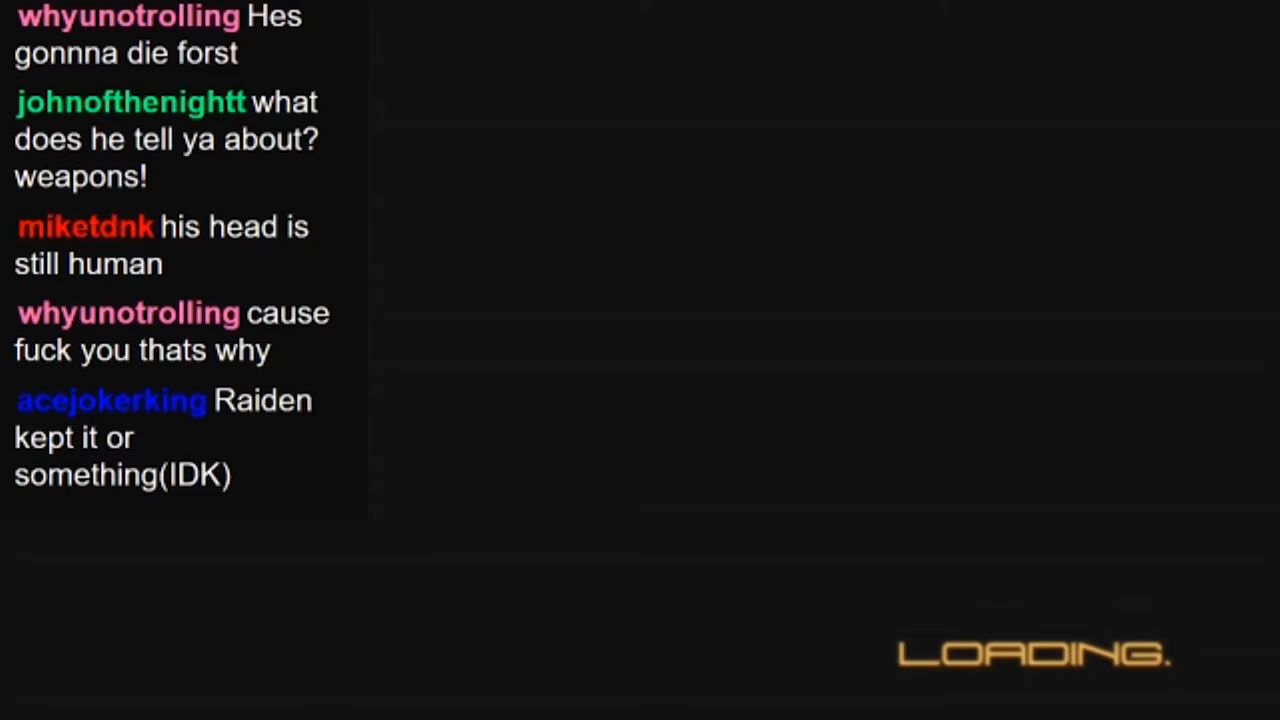 whyunotrolling Hes
gonnna die forst
johnofthenightt what
does he tell ya about?
weapons!
miketdnk his head is
still human
whyunotrolling cause
fuck you thats why
acejokerking Raiden
kept it or
something(IDK)
LOADING.